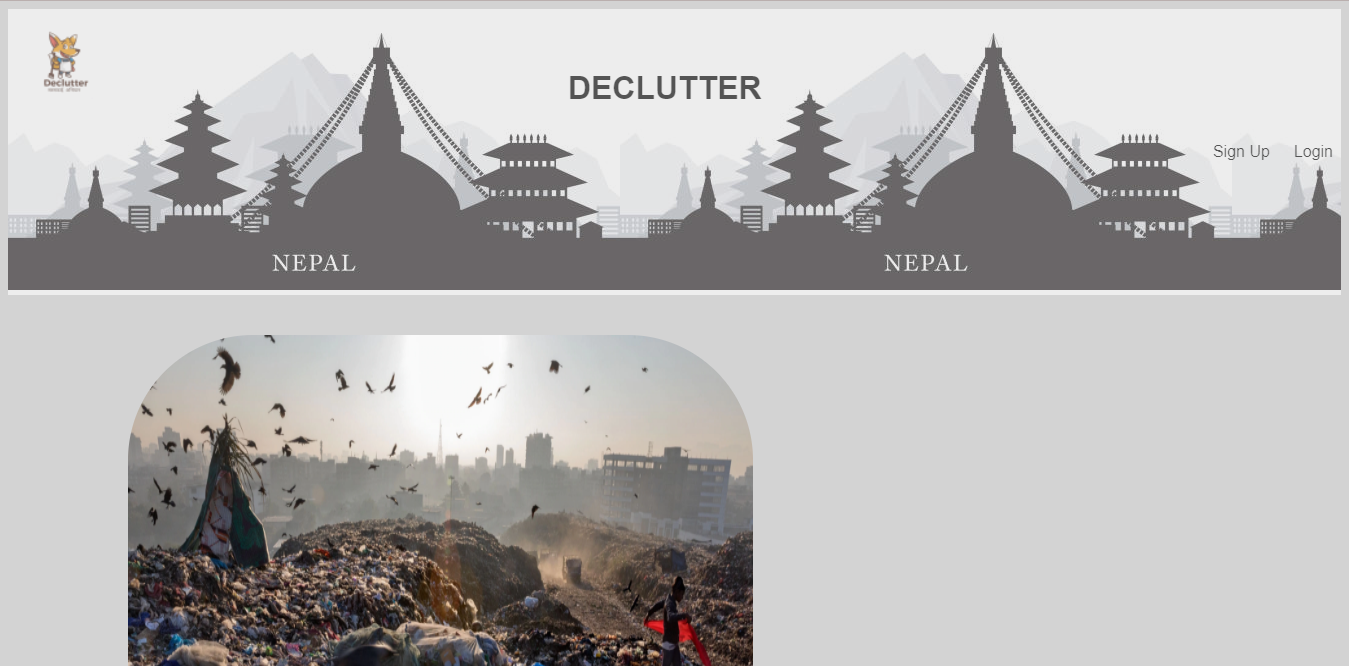 Declutter
DECLUTTER
Sign Up Login
NEPAL NEPAL